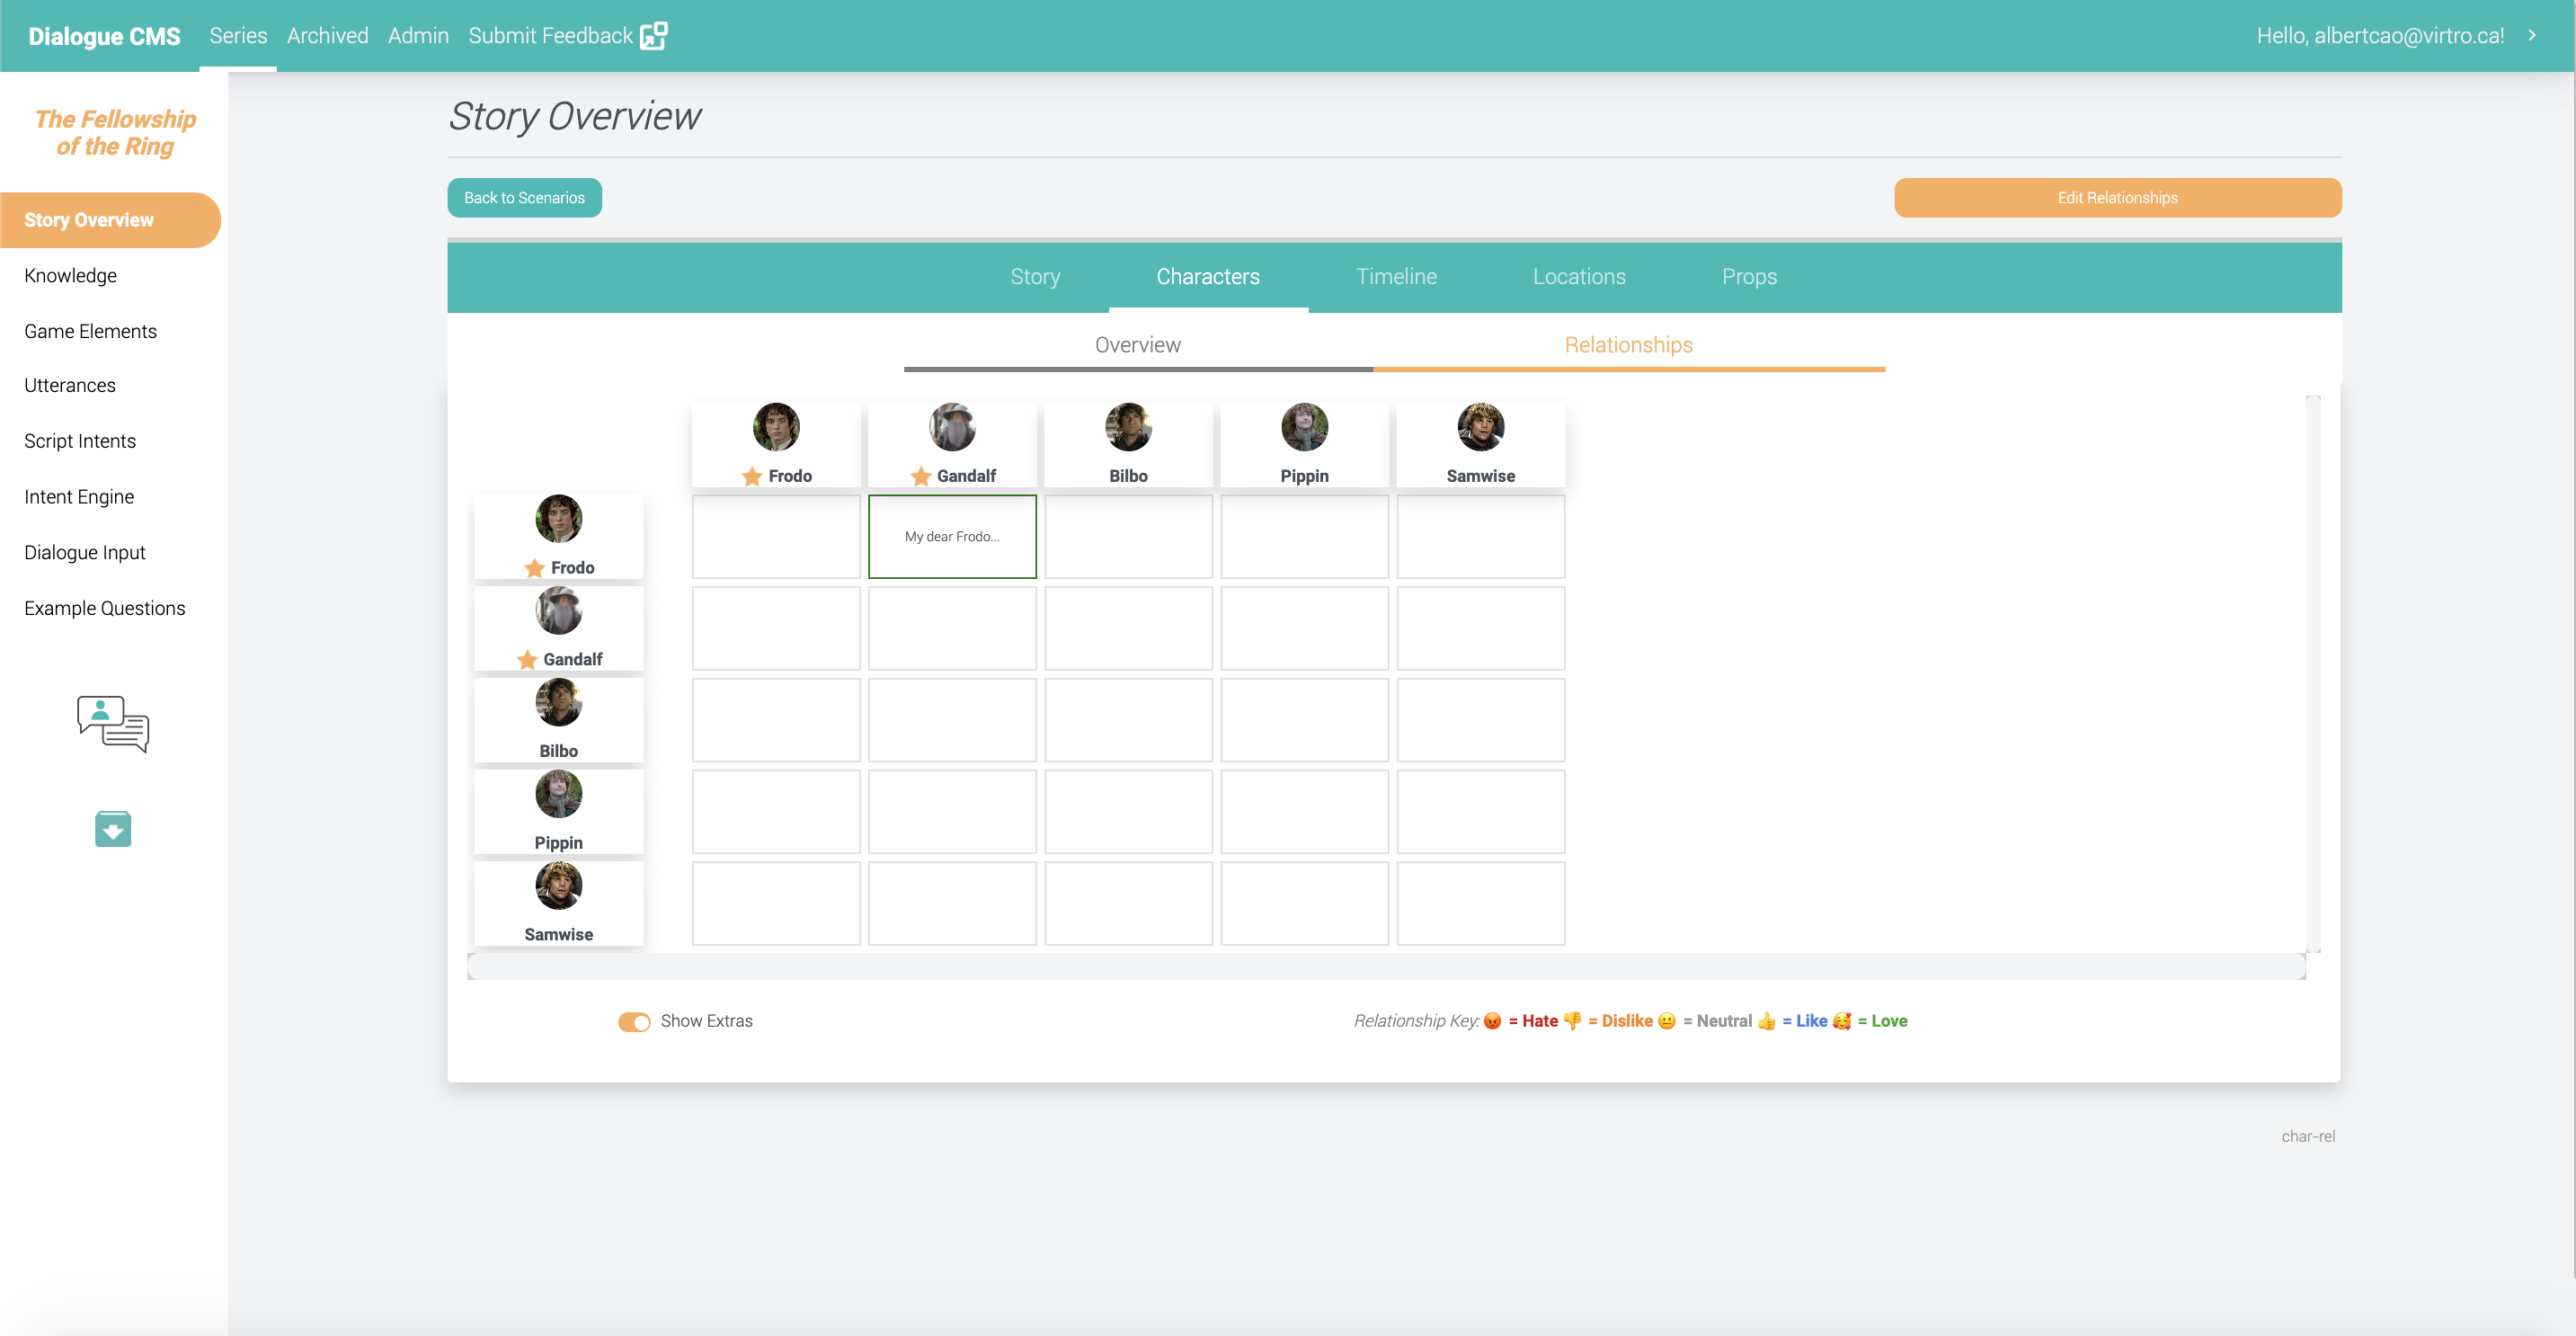 Dialogue CMS Series Archived Admin Submit Feedback Hello, albertcao@virtro.ca!
The Fellowship
of the Ring
Story Overview
Knowledge
Game Elements
Utterances
Script Intents
Intent Engine
Dialogue Input
Example Questions
Story Overview
Back to Scenarios Edit Relationships
Story Characters Timeline Locations Props
Overview Relationships
Frodo Gandalf Bilbo Pippin Samwise
My dear Frodo...
Frodo
Gandalf
Bilbo
Pippin
Samwise
Show Extras
Relationship Key: 😡 = Hate 👎 = Dislike 😐 = Neutral 👍 = Like 🥰 = Love
char-rel